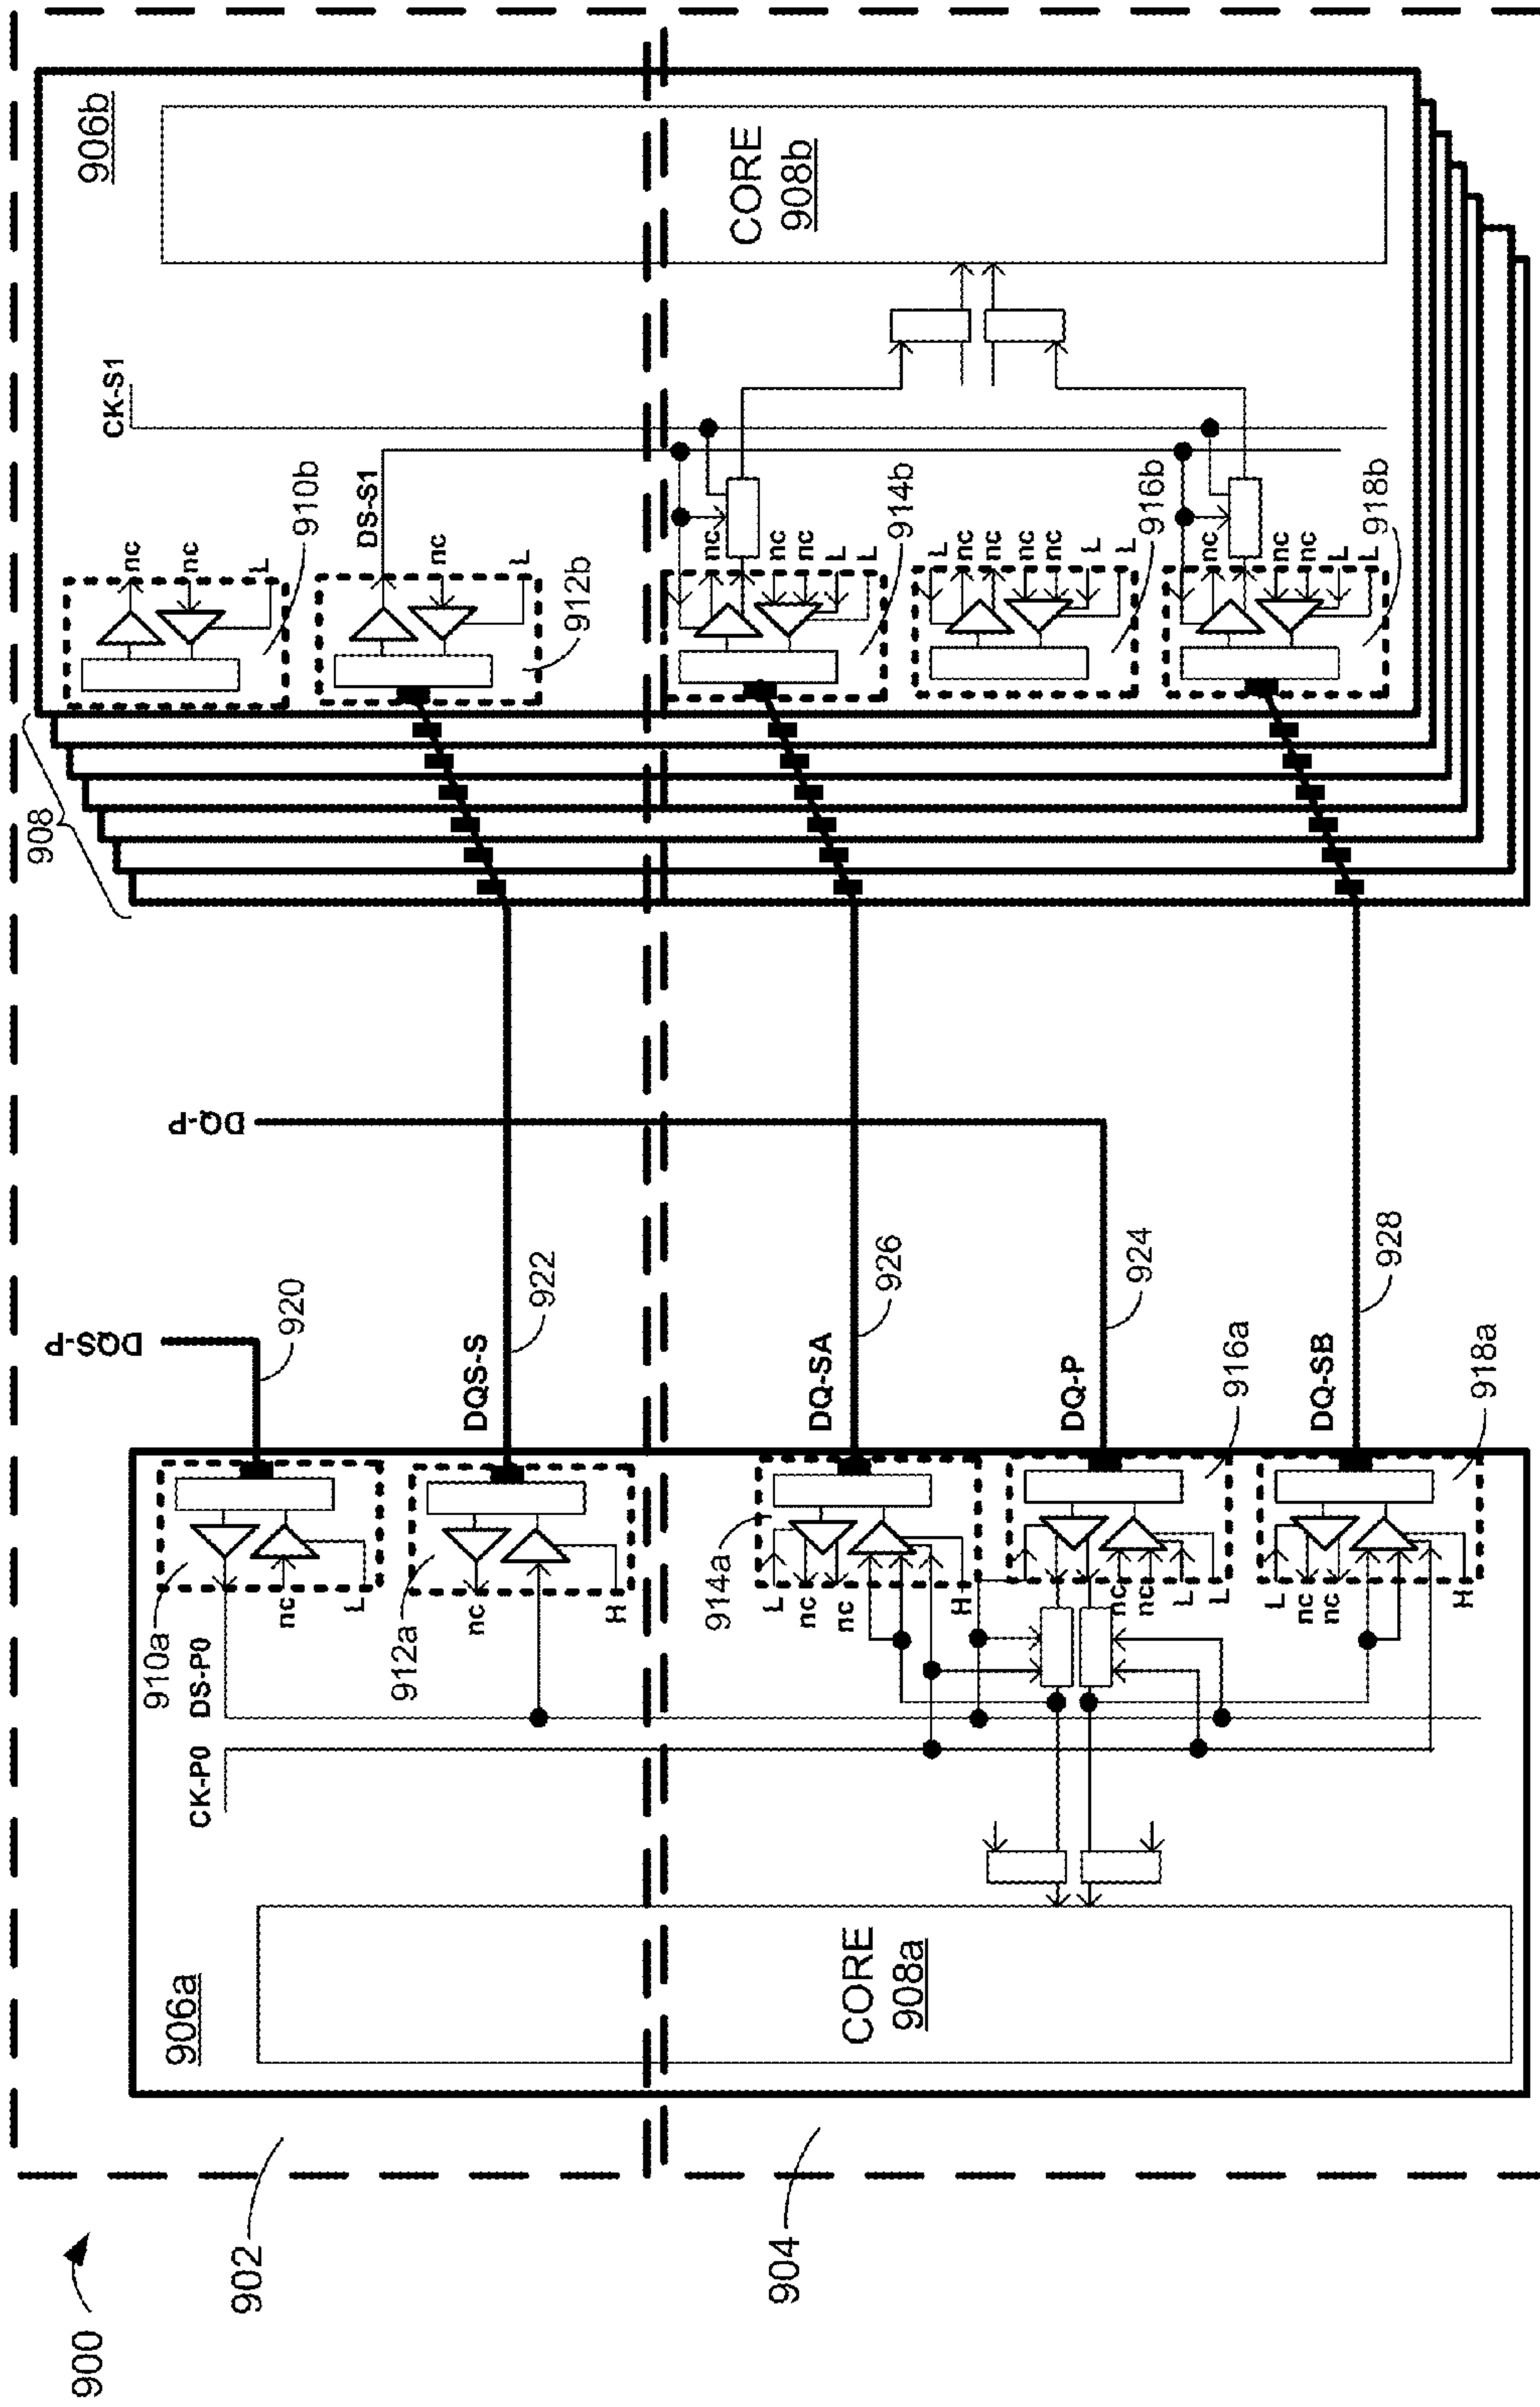 900
902
904
906a
CORE
908a
CK-P0
DS-P0
910a
nc
L
912a
nc
H
914a
L
nc
nc
H
nc
nc
L
L
916a
L
nc
nc
H
918a
DQS-P
920
DQS-S
922
DQ-P
DQ-SA
926
DQ-P
924
DQ-SB
928
908
906b
CORE
908b
CK-S1
nc
nc
L
910b
DS-S1
nc
L
912b
nc
nc
nc
L
L
914b
L
nc
nc
nc
nc
L
L
916b
nc
nc
nc
L
L
918b